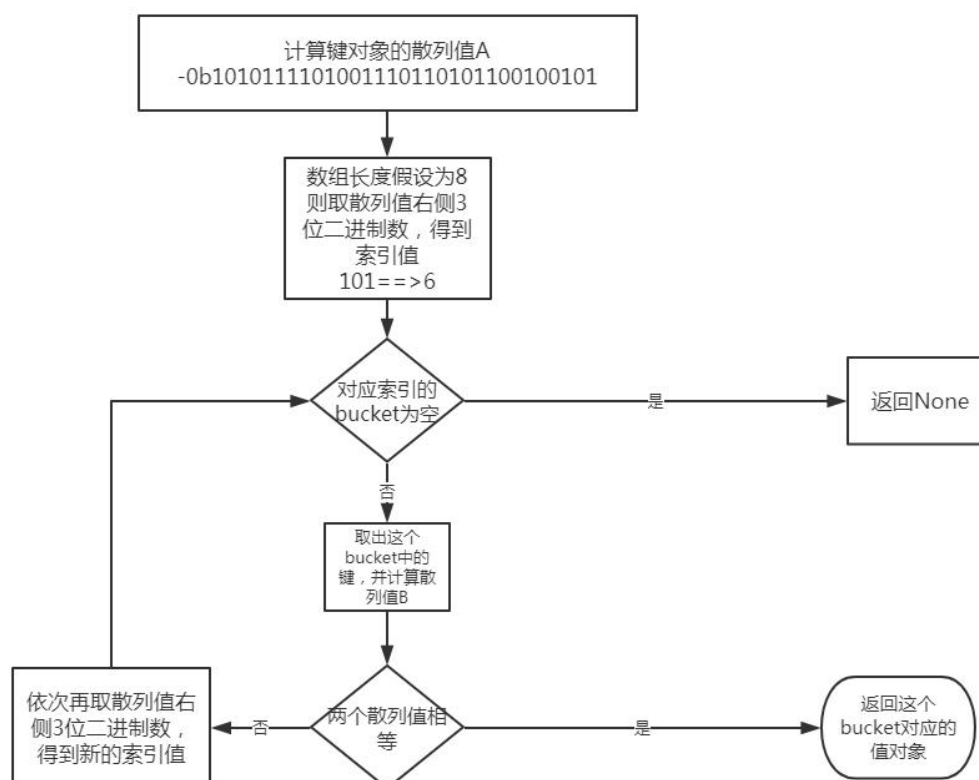 计算键对象的散列值A
-0b1010111101001110110101100100101
数组长度假设为8
则取散列值右侧3
位二进制数，得到
索引值
101==>6
对应索引的
bucket为空
是
返回None
否
取出这个
bucket中的
键，并计算散
列值B
依次再取散列值右
侧3位二进制数，
得到新的索引值
否
两个散列值相
等
是
返回这个
bucket对应的
值对象